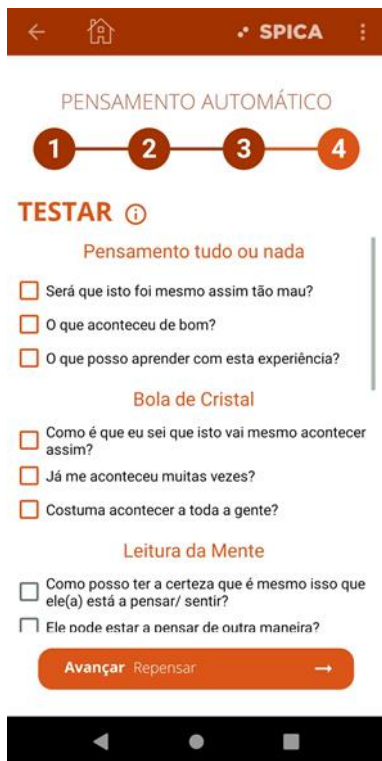 SPICA
PENSAMENTO AUTOMÁTICO
1 2 3 4
TESTAR
Pensamento tudo ou nada
Será que isto foi mesmo assim tão mau?
O que aconteceu de bom?
O que posso aprender com esta experiência?
Bola de Cristal
Como é que eu sei que isto vai mesmo acontecer
assim?
Já me aconteceu muitas vezes?
Costuma acontecer a toda a gente?
Leitura da Mente
Como posso ter a certeza que é mesmo isso que
ele(a) está a pensar/ sentir?
Ele pode estar a pensar de outra maneira?
Avançar Repensar